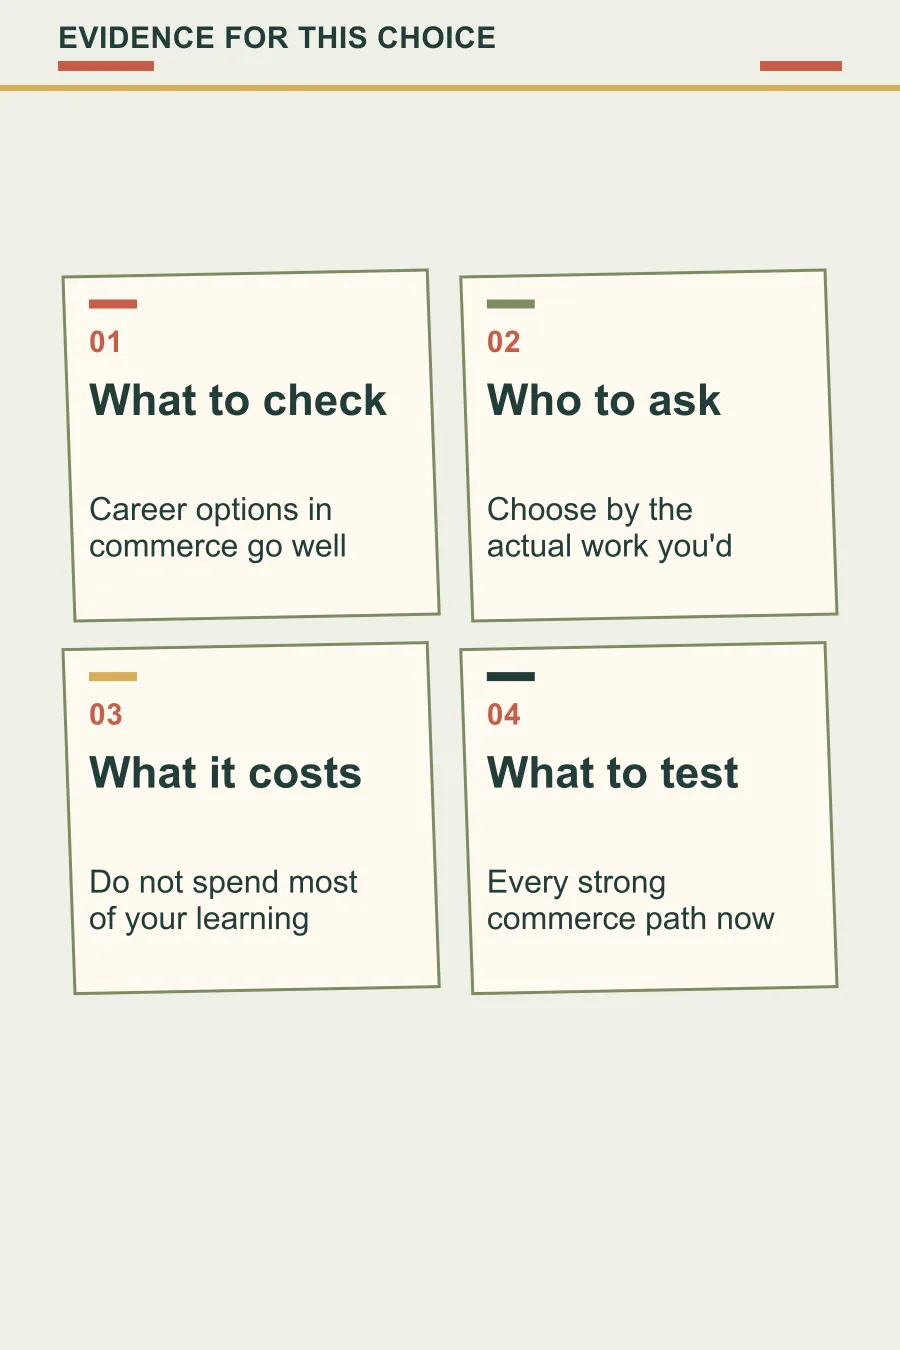 EVIDENCE FOR THIS CHOICE
01
What to check
Career options in
commerce go well
02
Who to ask
Choose by the
actual work you'd
03
What it costs
Do not spend most
of your learning
04
What to test
Every strong
commerce path now